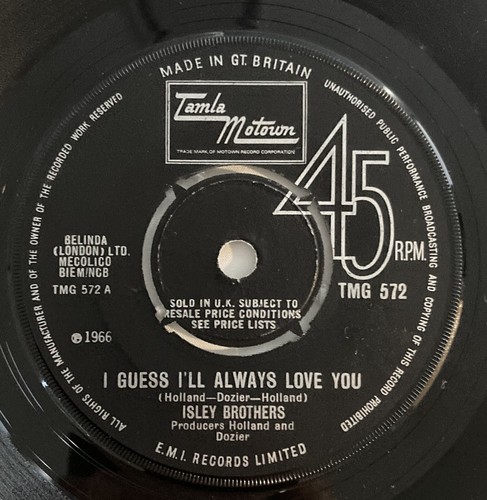 MADE IN GT. BRITAIN
UNAUTHORISED PUBLIC PERFORMANCE BROADCASTING AND COPYING OF THIS RECORD PROHIBITED
ALL RIGHTS OF THE MANUFACTURER AND OF THE OWNER OF THE RECORDED WORK RESERVED
Tamla
Motown
TRADE MARK OF MOTOWN RECORD CORPORATION
45
R.P.M.
BELINDA
(LONDON) LTD.
MECOLICO
BIEM/NCB
TMG 572 A
TMG 572
SOLD IN U.K. SUBJECT TO
RESALE PRICE CONDITIONS
SEE PRICE LISTS
℗ 1966
I GUESS I'LL ALWAYS LOVE YOU
(Holland—Dozier—Holland)
ISLEY BROTHERS
Producers Holland and
Dozier
E.M.I. RECORDS LIMITED